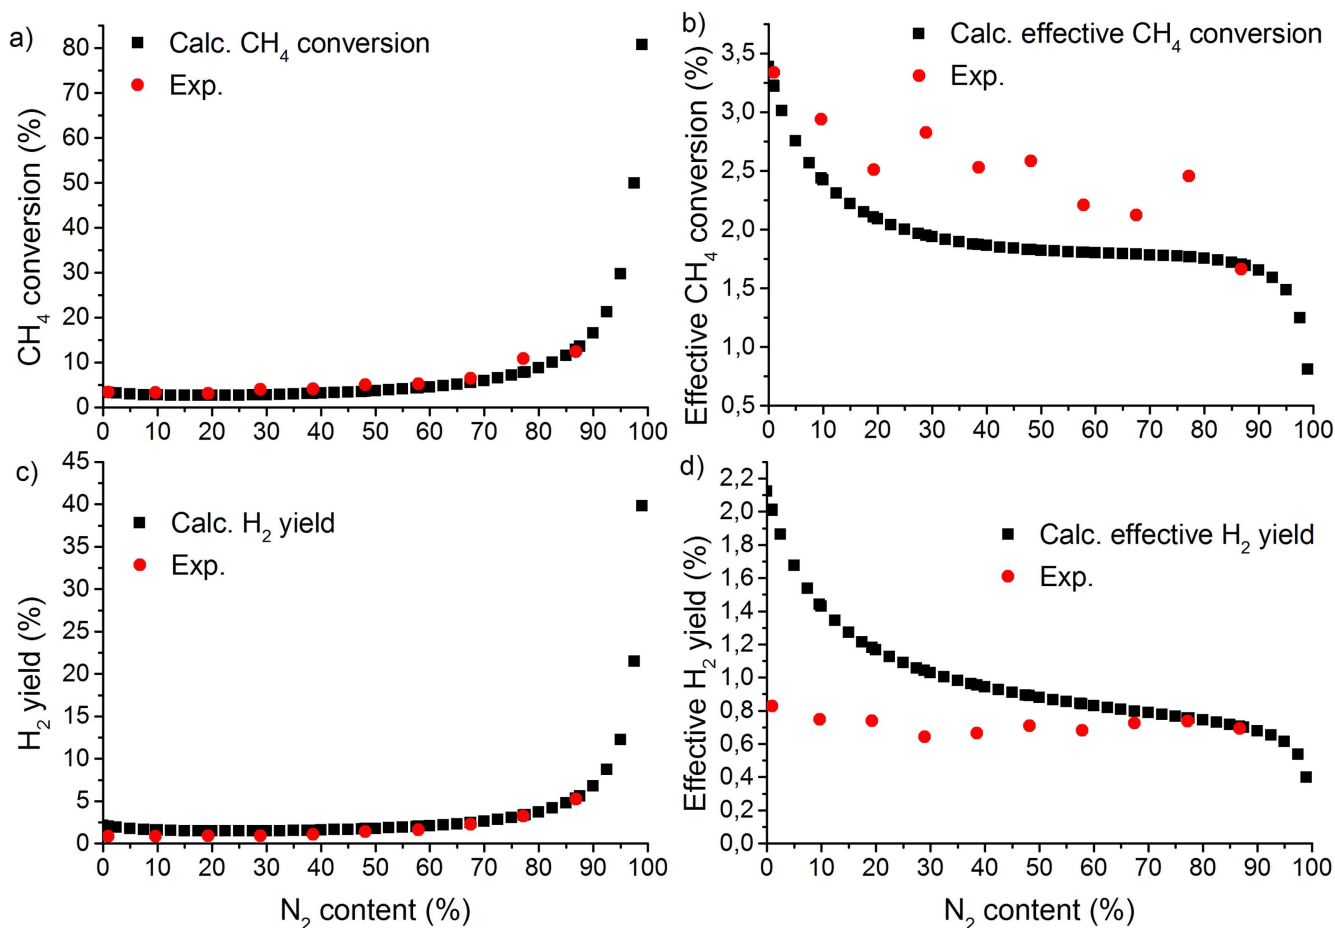 a)
Calc. CH₄ conversion
Exp.
CH₄ conversion (%)
80
70
60
50
40
30
20
10
0
0 10 20 30 40 50 60 70 80 90 100
b)
Calc. effective CH₄ conversion
Exp.
Effective CH₄ conversion (%)
3,5
3,0
2,5
2,0
1,5
1,0
0,5
0 10 20 30 40 50 60 70 80 90 100
c)
Calc. H₂ yield
Exp.
H₂ yield (%)
45
40
35
30
25
20
15
10
5
0
0 10 20 30 40 50 60 70 80 90 100
N₂ content (%)
d)
Calc. effective H₂ yield
Exp.
Effective H₂ yield (%)
2,2
2,0
1,8
1,6
1,4
1,2
1,0
0,8
0,6
0,4
0,2
0,0
0 10 20 30 40 50 60 70 80 90 100
N₂ content (%)